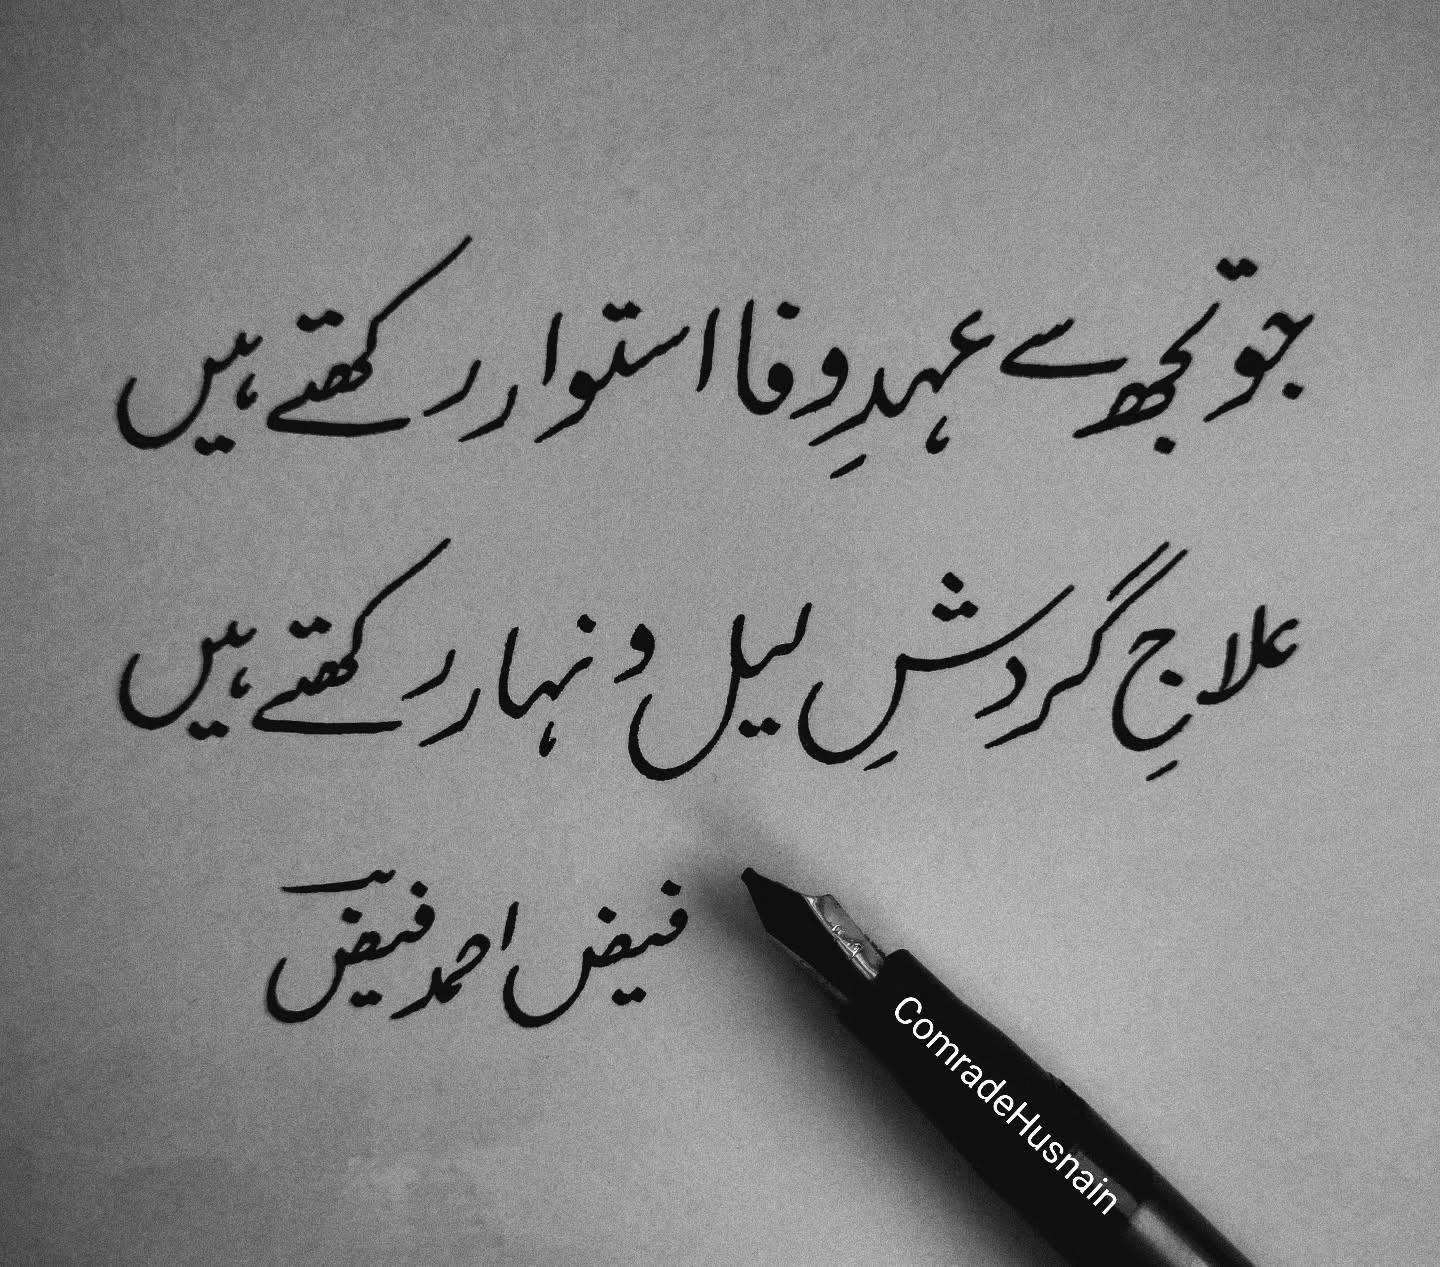 جو تجھ سے عہدِ وفا استوار رکھتے ہیں
علاجِ گردشِ لیل و نہار رکھتے ہیں
فیض احمد فیضؔ
ComradeHusnain